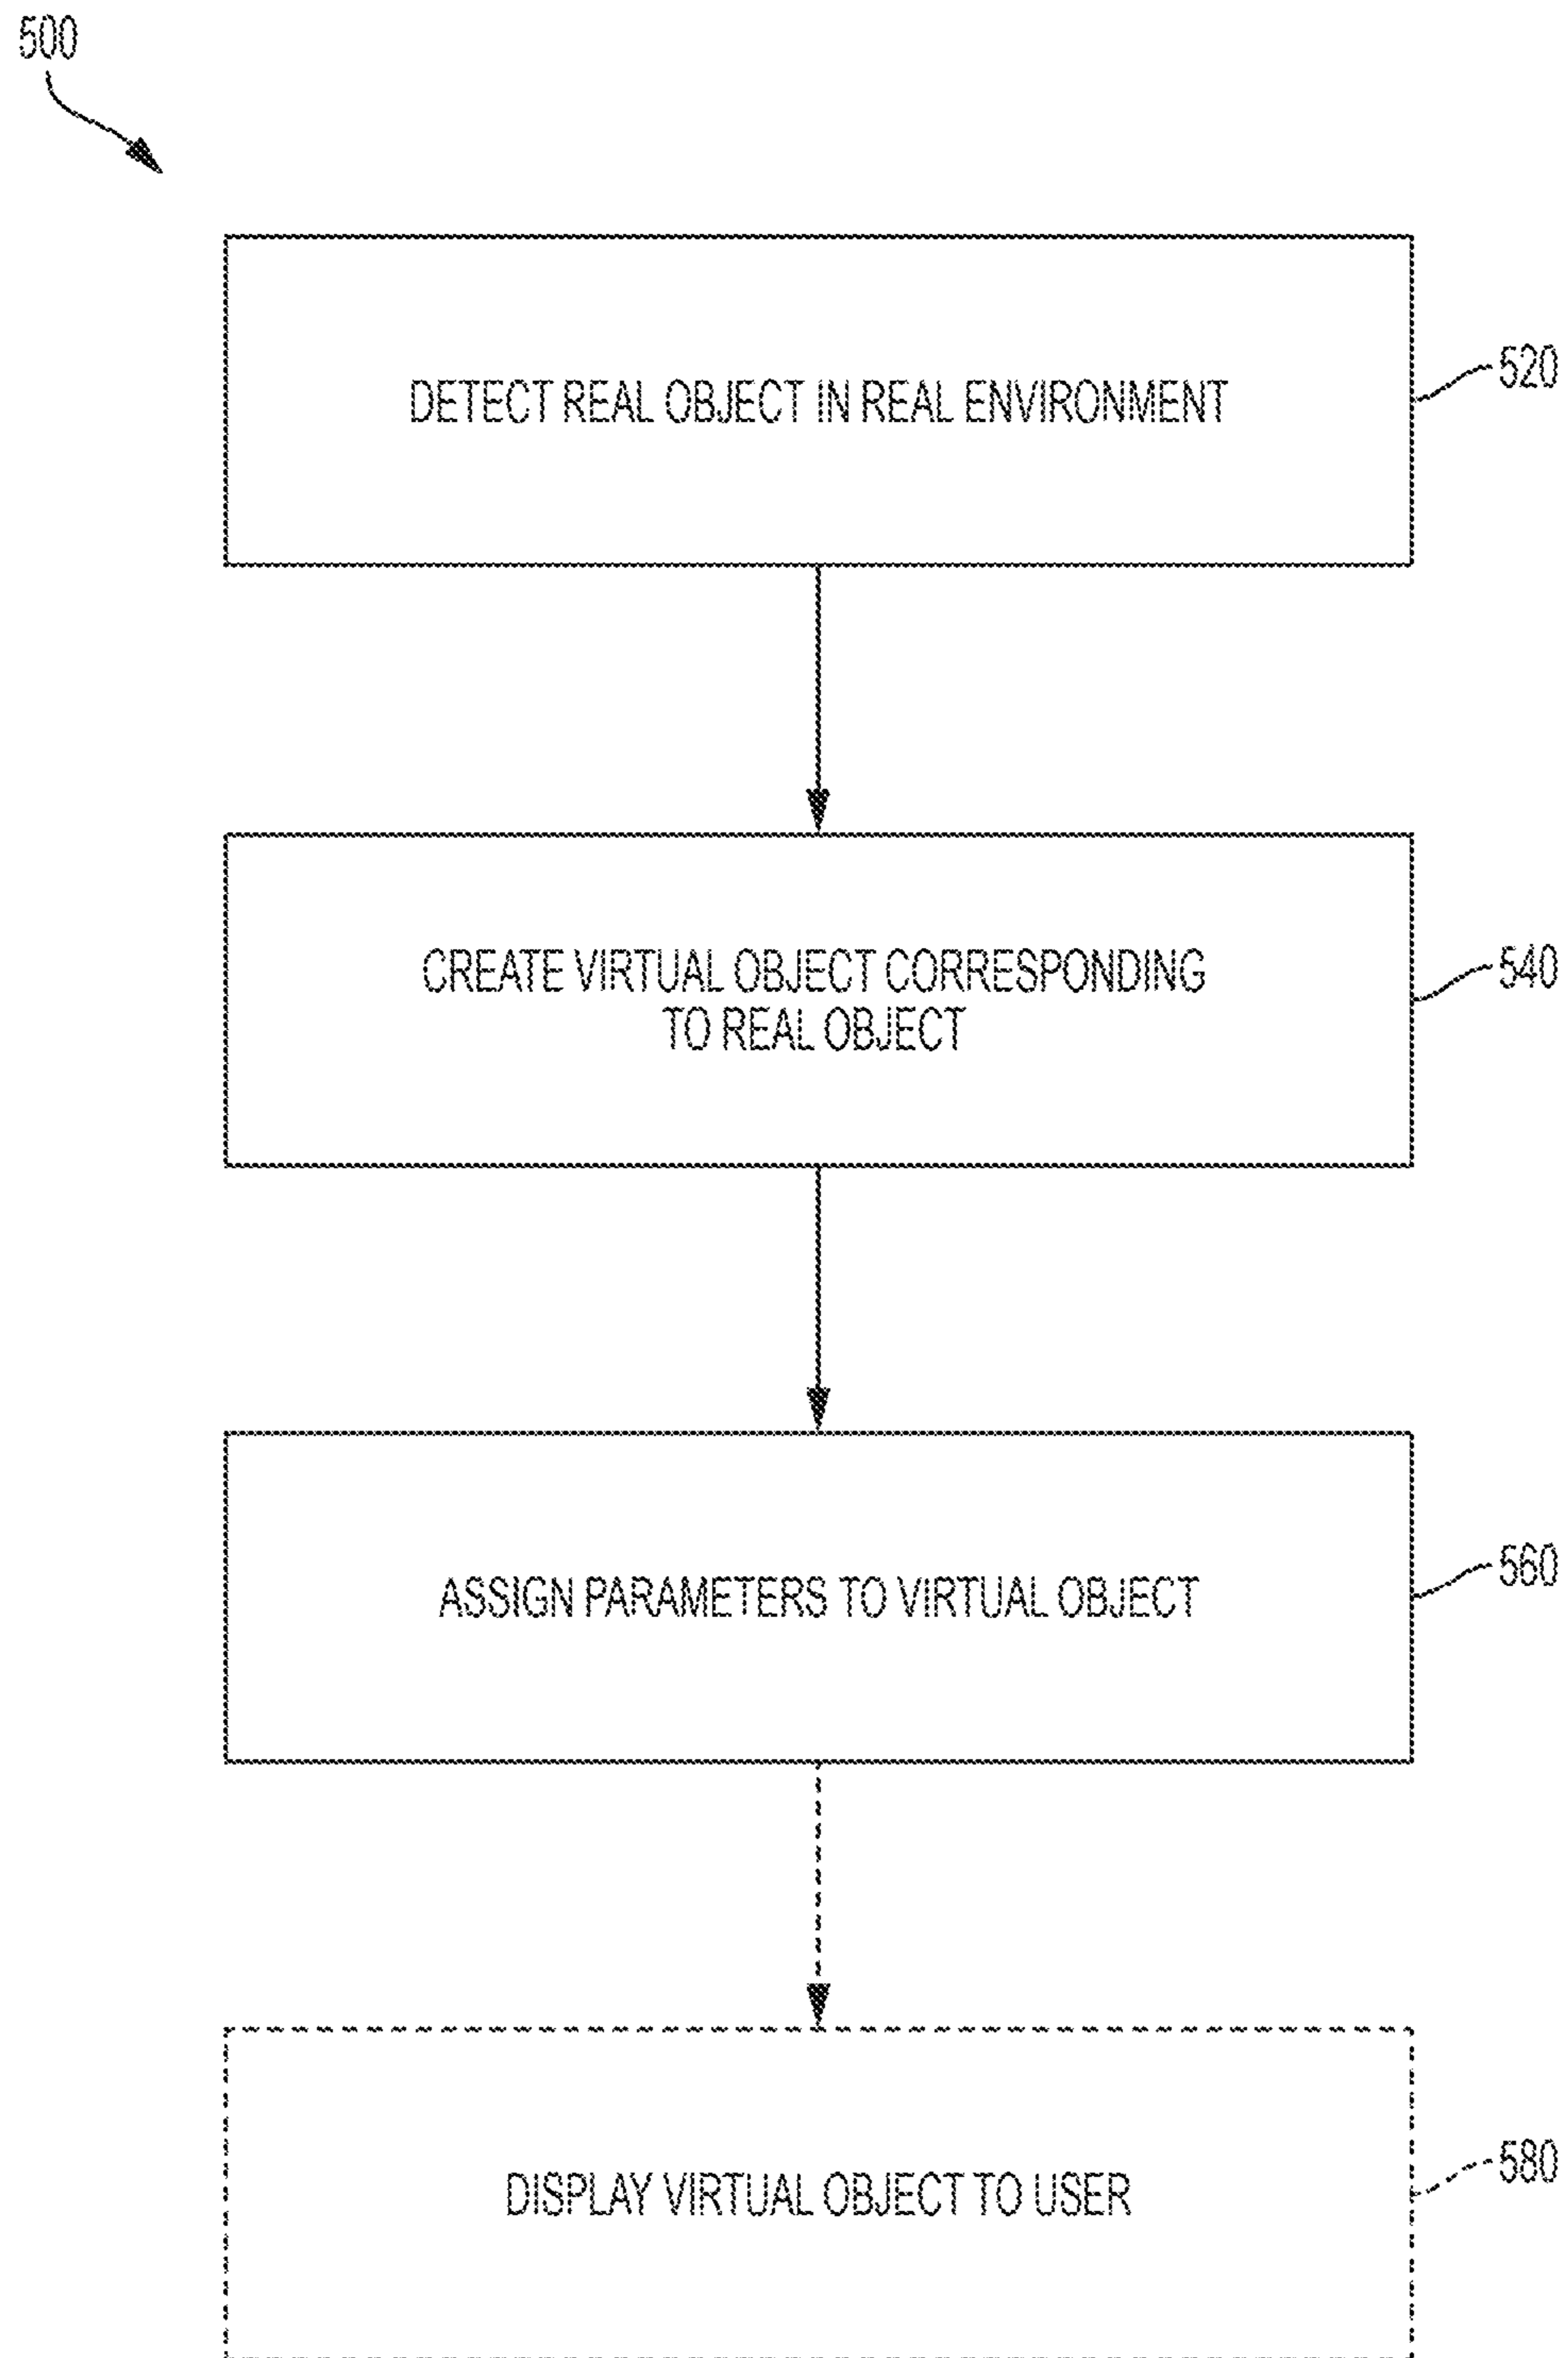 500
DETECT REAL OBJECT IN REAL ENVIRONMENT
520
CREATE VIRTUAL OBJECT CORRESPONDING
TO REAL OBJECT
540
ASSIGN PARAMETERS TO VIRTUAL OBJECT
560
DISPLAY VIRTUAL OBJECT TO USER
580